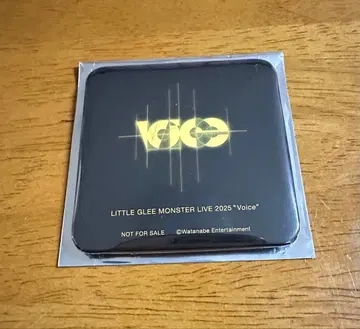 VOICE
LITTLE GLEE MONSTER LIVE 2025 "Voice"
NOT FOR SALE ©Watanabe Entertainment